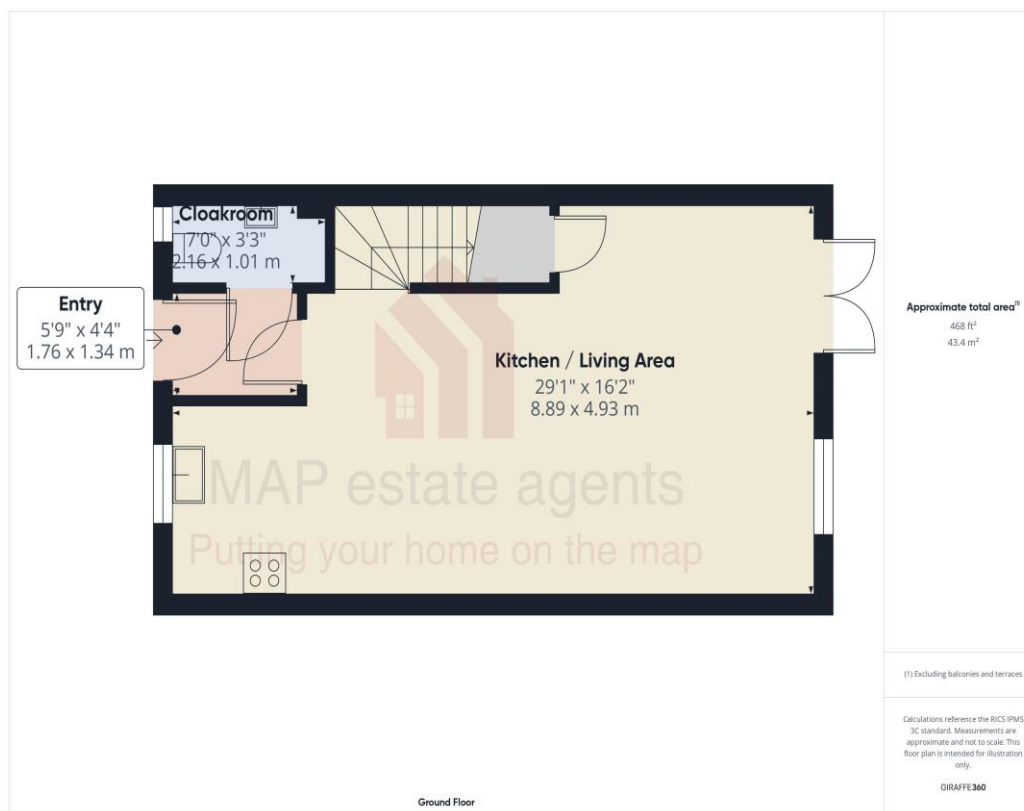 Cloakroom
7'0" x 3'3"
2.16 x 1.01 m
Entry
5'9" x 4'4"
1.76 x 1.34 m
Kitchen / Living Area
29'1" x 16'2"
8.89 x 4.93 m
MAP estate agents
Putting your home on the map
Ground Floor
Approximate total area⁽¹⁾
468 ft²
43.4 m²
(1) Excluding balconies and terraces
Calculations reference the RICS IPMS
3C standard. Measurements are
approximate and not to scale. This
floor plan is intended for illustration
only.
GIRAFFE360